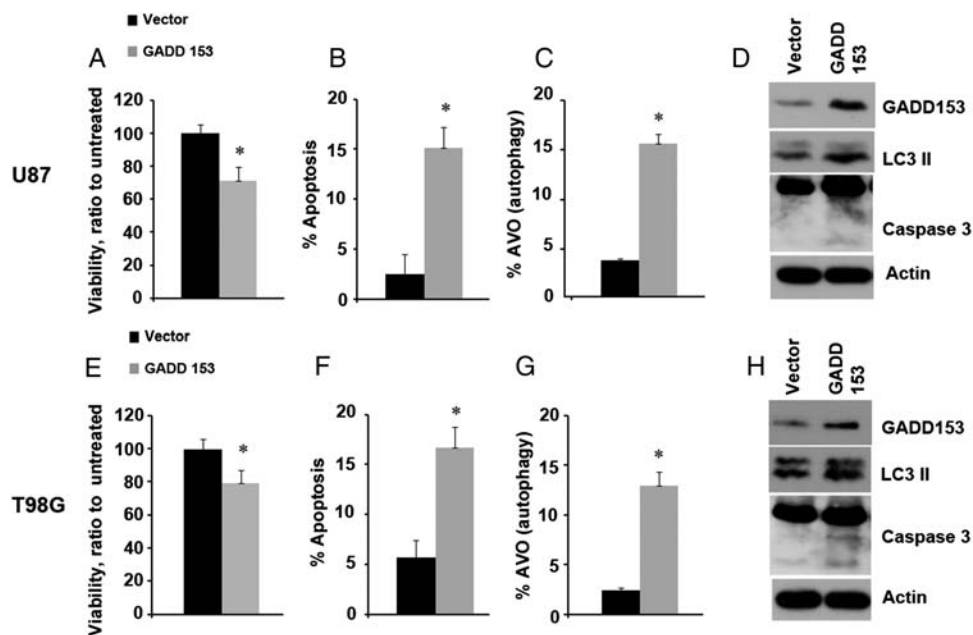 Vector
GADD 153
A
B
C
D
Vector
GADD
153
U87
Viability, ratio to untreated
120
100
80
60
40
20
0
*
% Apoptosis
20
15
10
5
0
*
% AVO (autophagy)
20
15
10
5
0
*
GADD153
LC3 II
Caspase 3
Actin
Vector
GADD 153
E
F
G
H
Vector
GADD
153
T98G
Viability, ratio to untreated
120
100
80
60
40
20
0
*
% Apoptosis
20
15
10
5
0
*
% AVO (autophagy)
20
15
10
5
0
*
GADD153
LC3 II
Caspase 3
Actin